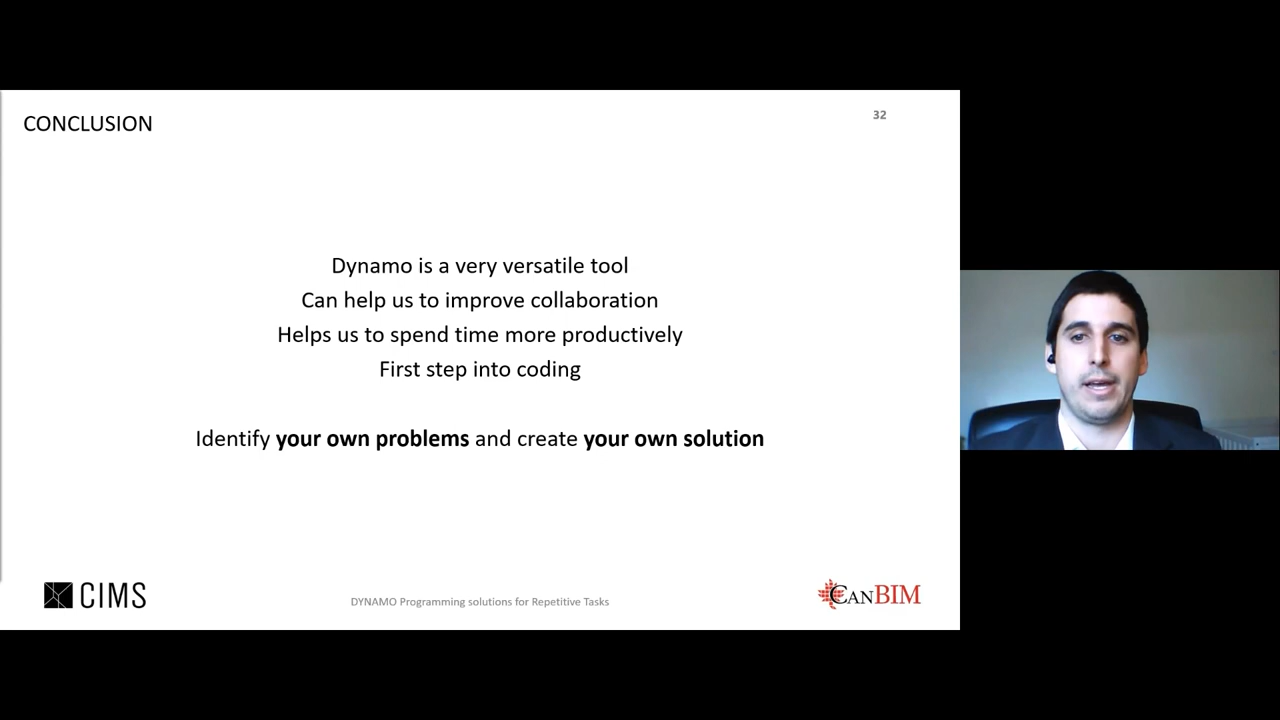 CONCLUSION
32
Dynamo is a very versatile tool
Can help us to improve collaboration
Helps us to spend time more productively
First step into coding
Identify your own problems and create your own solution
CIMS
DYNAMO Programming solutions for Repetitive Tasks
CANBIM